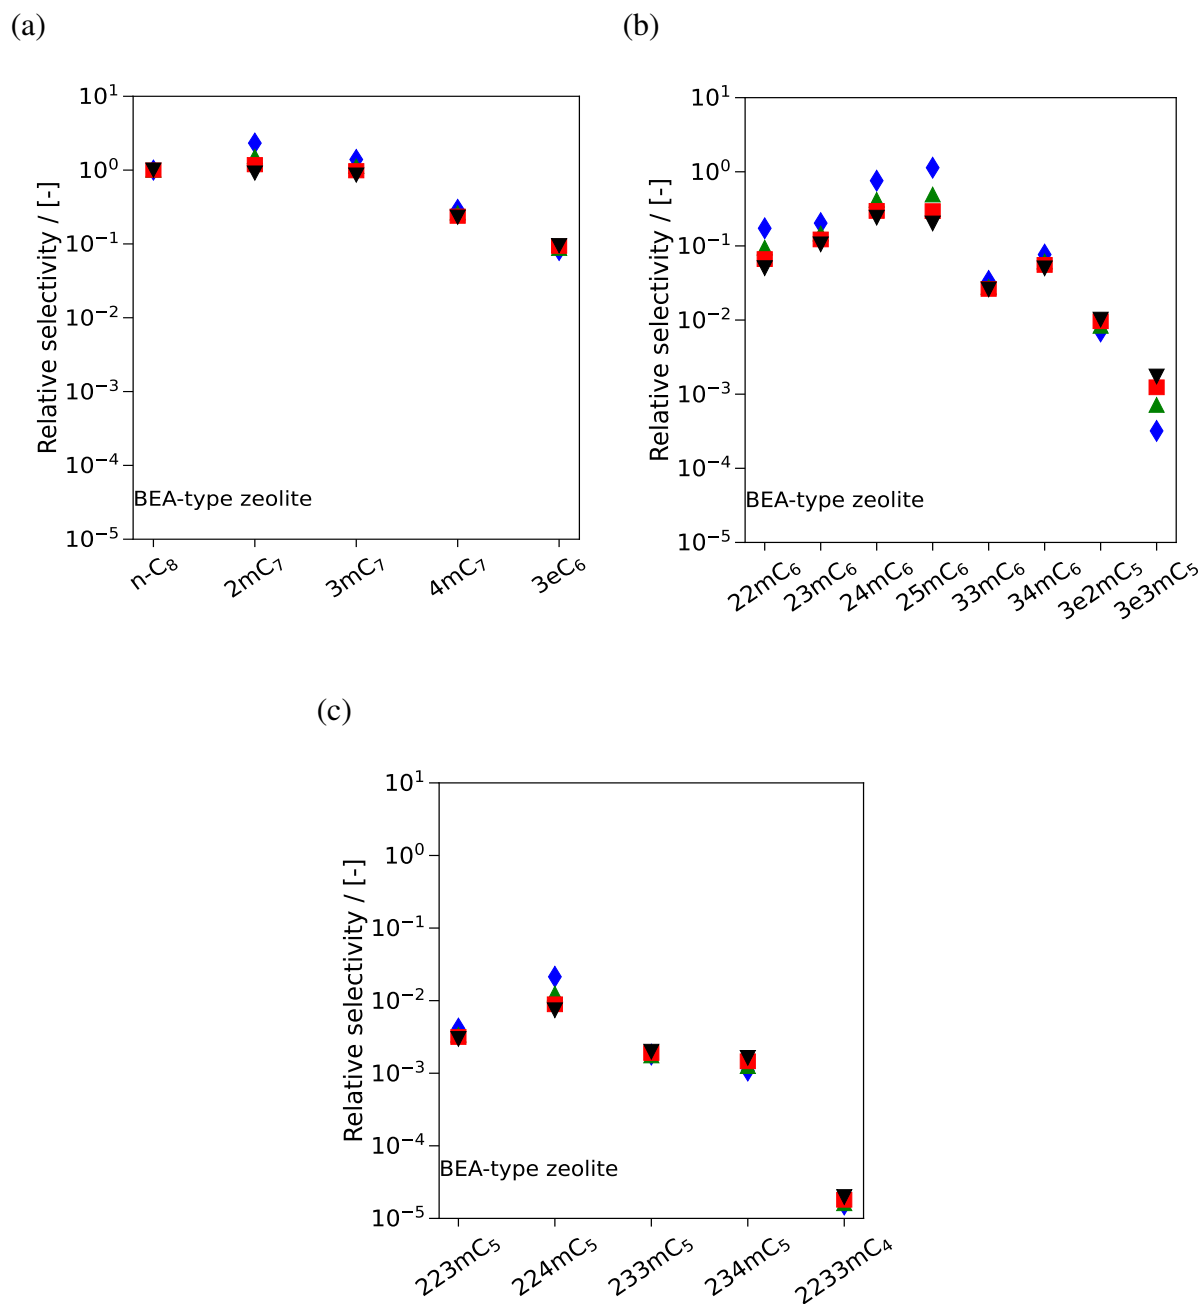 (a)
Relative selectivity / [-]
10¹
10⁰
10⁻¹
10⁻²
10⁻³
10⁻⁴
10⁻⁵
BEA-type zeolite
n-C₈
2mC₇
3mC₇
4mC₇
3eC₆
(b)
Relative selectivity / [-]
10¹
10⁰
10⁻¹
10⁻²
10⁻³
10⁻⁴
10⁻⁵
BEA-type zeolite
22mC₆
23mC₆
24mC₆
25mC₆
33mC₆
34mC₆
3e2mC₅
3e3mC₅
(c)
Relative selectivity / [-]
10¹
10⁰
10⁻¹
10⁻²
10⁻³
10⁻⁴
10⁻⁵
BEA-type zeolite
223mC₅
224mC₅
233mC₅
234mC₅
2233mC₄